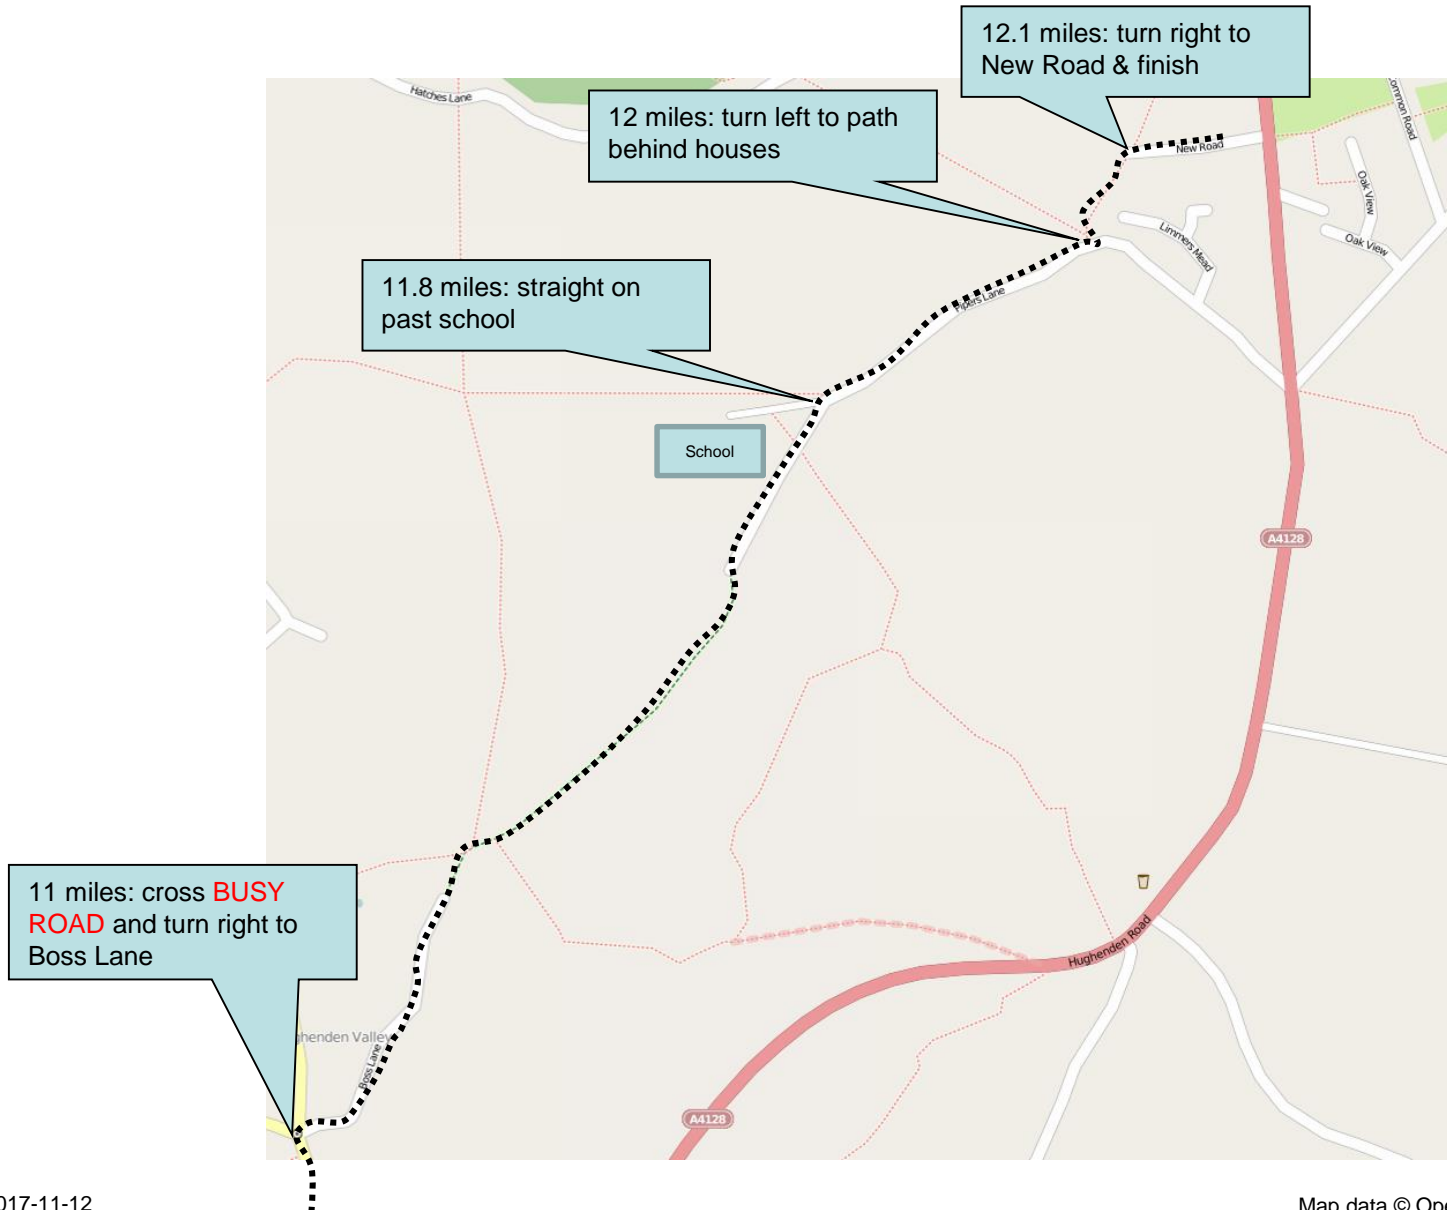 12.1 miles: turn right to
New Road & finish
Hatches Lane
12 miles: turn left to path
behind houses
Common Road
New Road
Oak View
Limmers Mead
Oak View
11.8 miles: straight on
past school
Pipers Lane
School
A4128
11 miles: cross BUSY
ROAD and turn right to
Boss Lane
Hughenden Road
ghenden Valley
Boss Lane
A4128
017-11-12
Map data © Ope